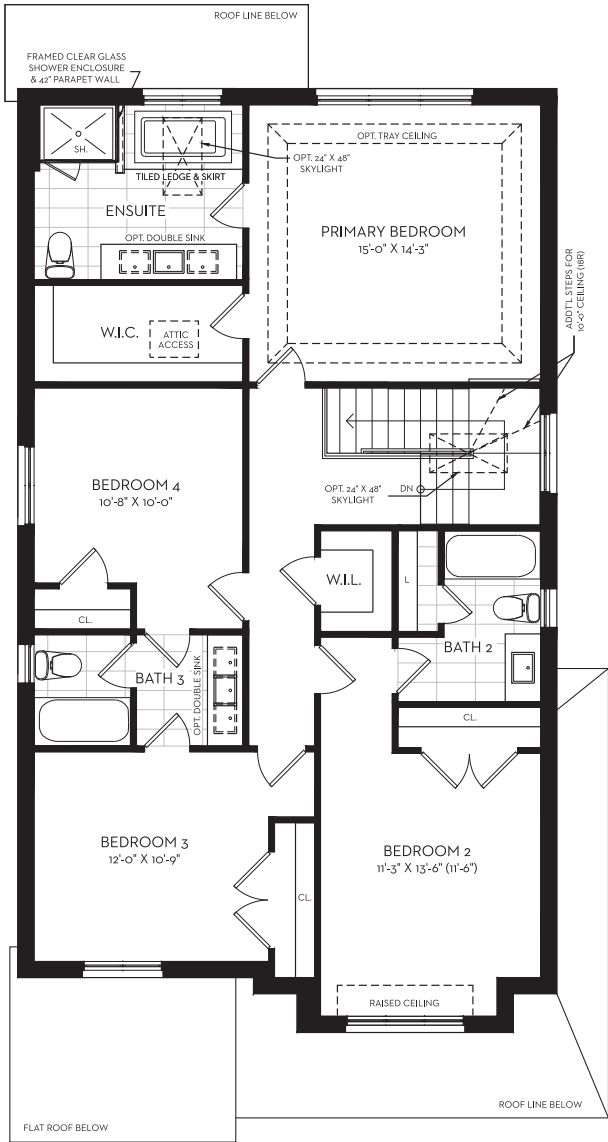 ROOF LINE BELOW
FRAMED CLEAR GLASS
SHOWER ENCLOSURE
& 42" PARAPET WALL
SH.
OPT. 24" X 48"
SKYLIGHT
TILED LEDGE & SKIRT
ENSUITE
OPT. DOUBLE SINK
OPT. TRAY CEILING
PRIMARY BEDROOM
15'-0" X 14'-3"
W.I.C.
ATTIC
ACCESS
ADDT'L STEPS FOR
10'-0" CEILING (18R)
BEDROOM 4
10'-8" X 10'-0"
OPT. 24" X 48"
SKYLIGHT
DN
CL.
W.I.L.
L
BATH 2
BATH 3
OPT. DOUBLE SINK
CL.
BEDROOM 3
12'-0" X 10'-9"
CL.
BEDROOM 2
11'-3" X 13'-6" (11'-6")
RAISED CEILING
ROOF LINE BELOW
FLAT ROOF BELOW